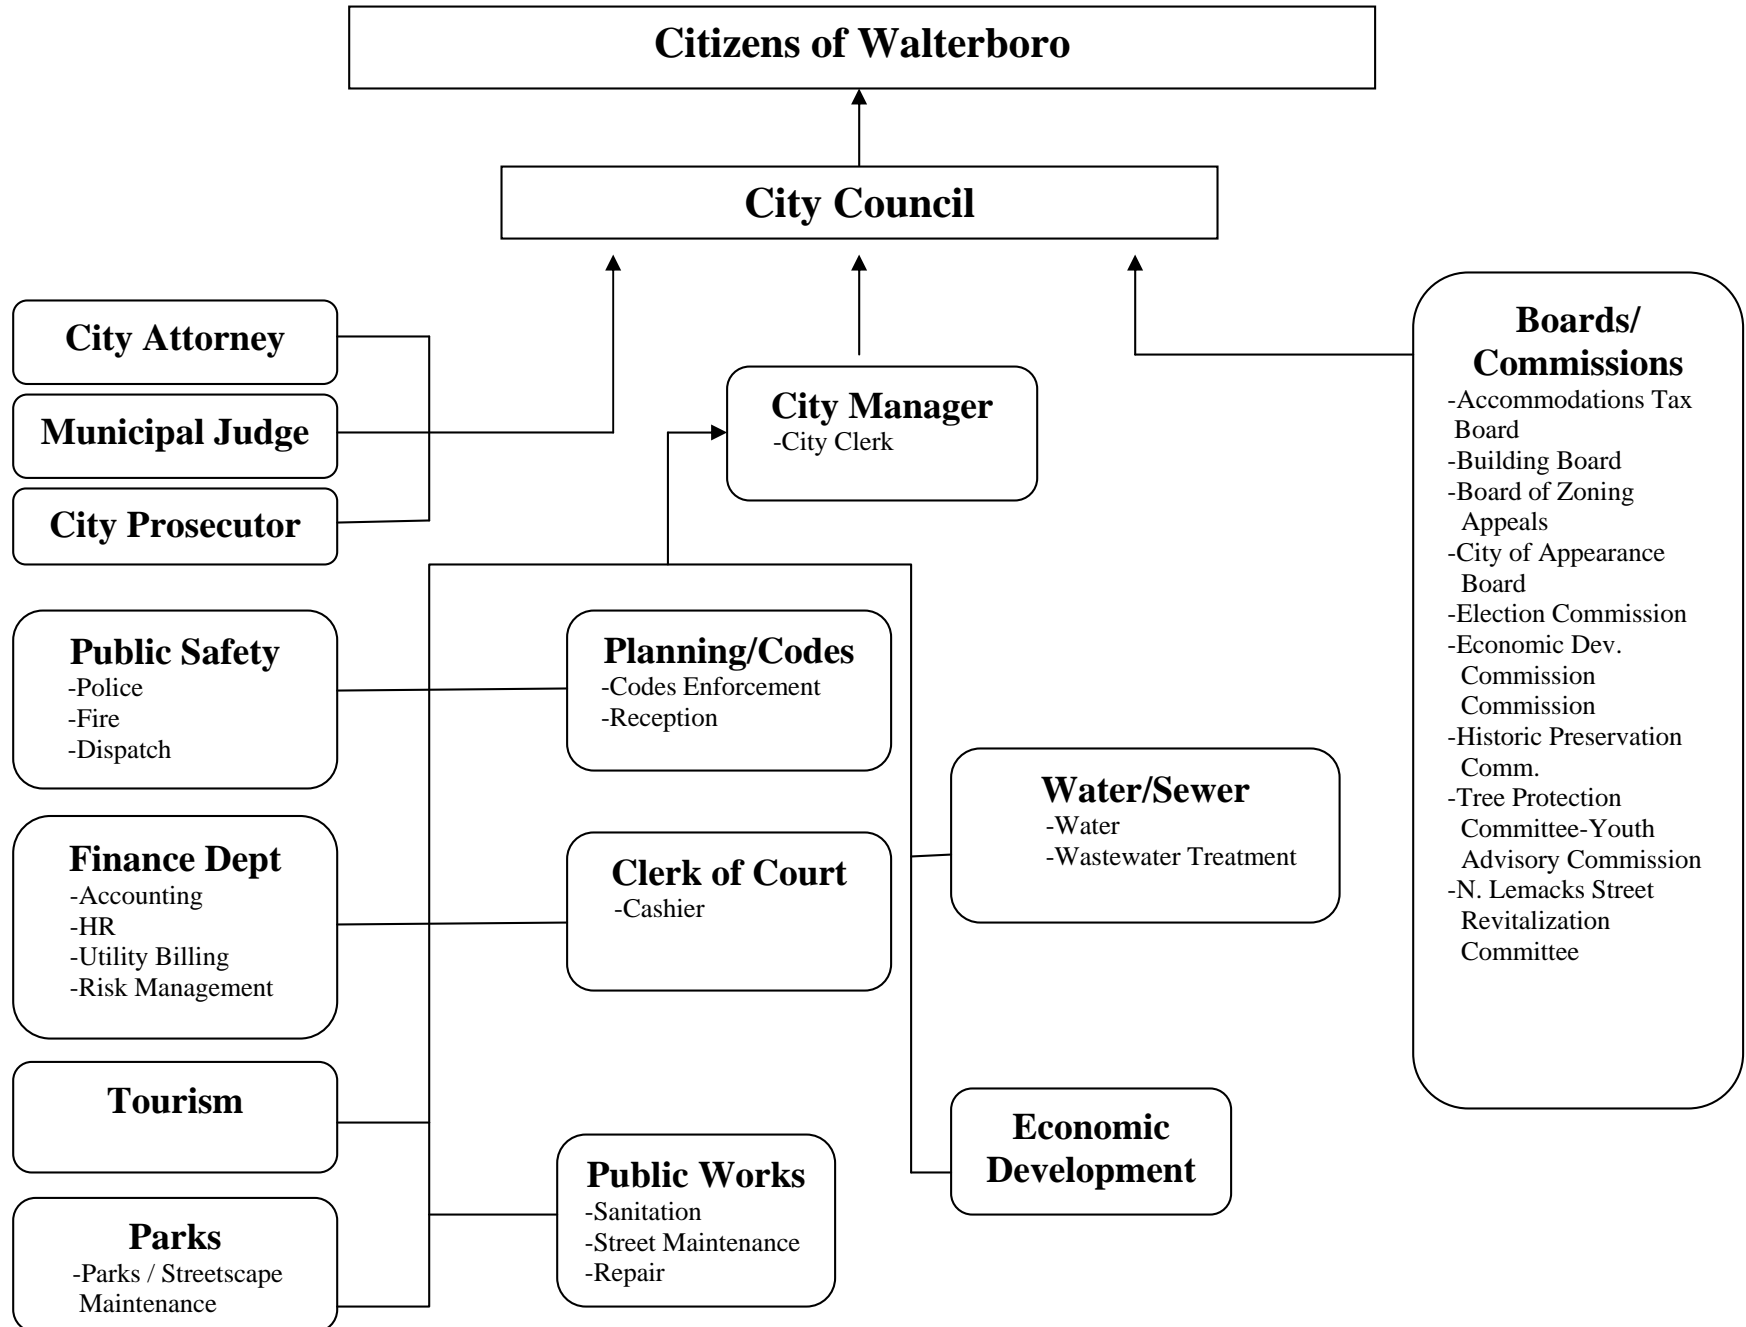 Citizens of Walterboro
City Council
City Attorney
Municipal Judge
City Prosecutor
City Manager
-City Clerk
Boards/
Commissions
-Accommodations Tax
Board
-Building Board
-Board of Zoning
Appeals
-City of Appearance
Board
-Election Commission
-Economic Dev.
Commission
Commission
-Historic Preservation
Comm.
-Tree Protection
Committee-Youth
Advisory Commission
-N. Lemacks Street
Revitalization
Committee
Public Safety
-Police
-Fire
-Dispatch
Planning/Codes
-Codes Enforcement
-Reception
Finance Dept
-Accounting
-HR
-Utility Billing
-Risk Management
Clerk of Court
-Cashier
Water/Sewer
-Water
-Wastewater Treatment
Tourism
Economic
Development
Public Works
-Sanitation
-Street Maintenance
-Repair
Parks
-Parks / Streetscape
Maintenance